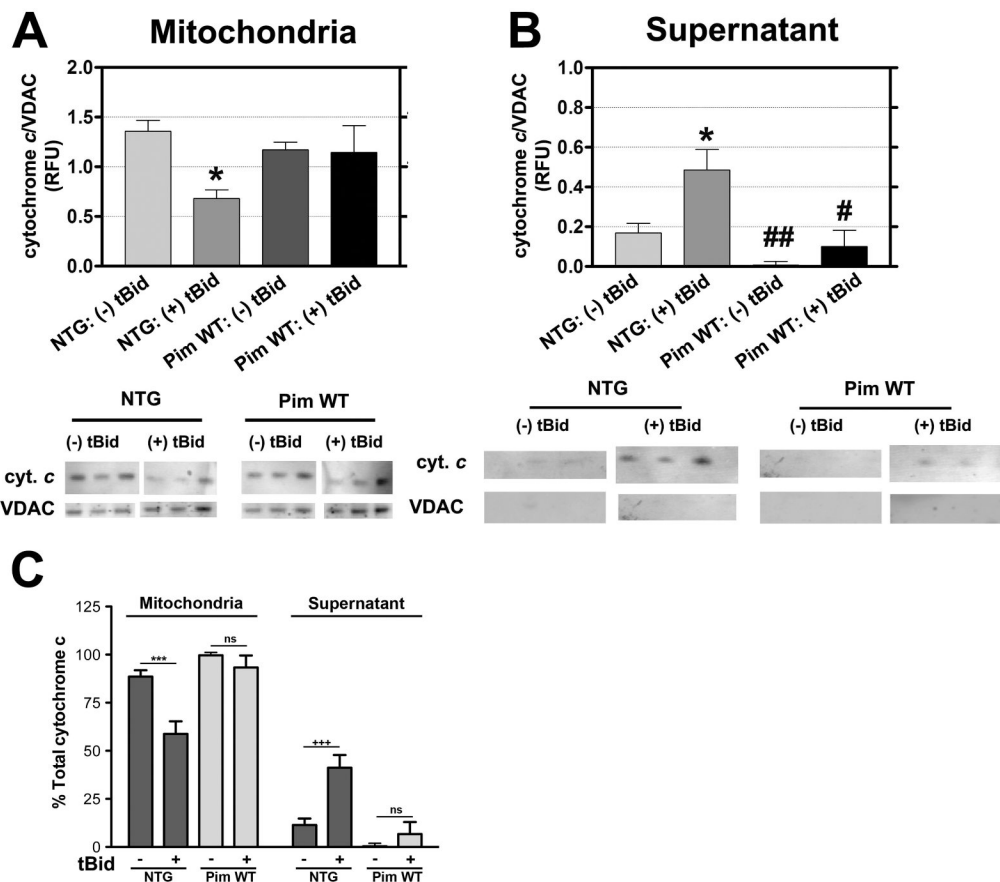 A Mitochondria
cytochrome c/VDAC
(RFU)
2.0
1.5
1.0
0.5
0.0
*
NTG: (-) tBid
NTG: (+) tBid
Pim WT: (-) tBid
Pim WT: (+) tBid
NTG
Pim WT
(-) tBid (+) tBid (-) tBid (+) tBid
cyt. c
VDAC
B Supernatant
cytochrome c/VDAC
(RFU)
1.0
0.8
0.6
0.4
0.2
0.0
*
##
#
NTG: (-) tBid
NTG: (+) tBid
Pim WT: (-) tBid
Pim WT: (+) tBid
NTG
Pim WT
(-) tBid (+) tBid (-) tBid (+) tBid
cyt. c
VDAC
C
% Total cytochrome c
125
100
75
50
25
0
Mitochondria
Supernatant
***
ns
+++
ns
tBid - + - + - + - +
NTG Pim WT NTG Pim WT